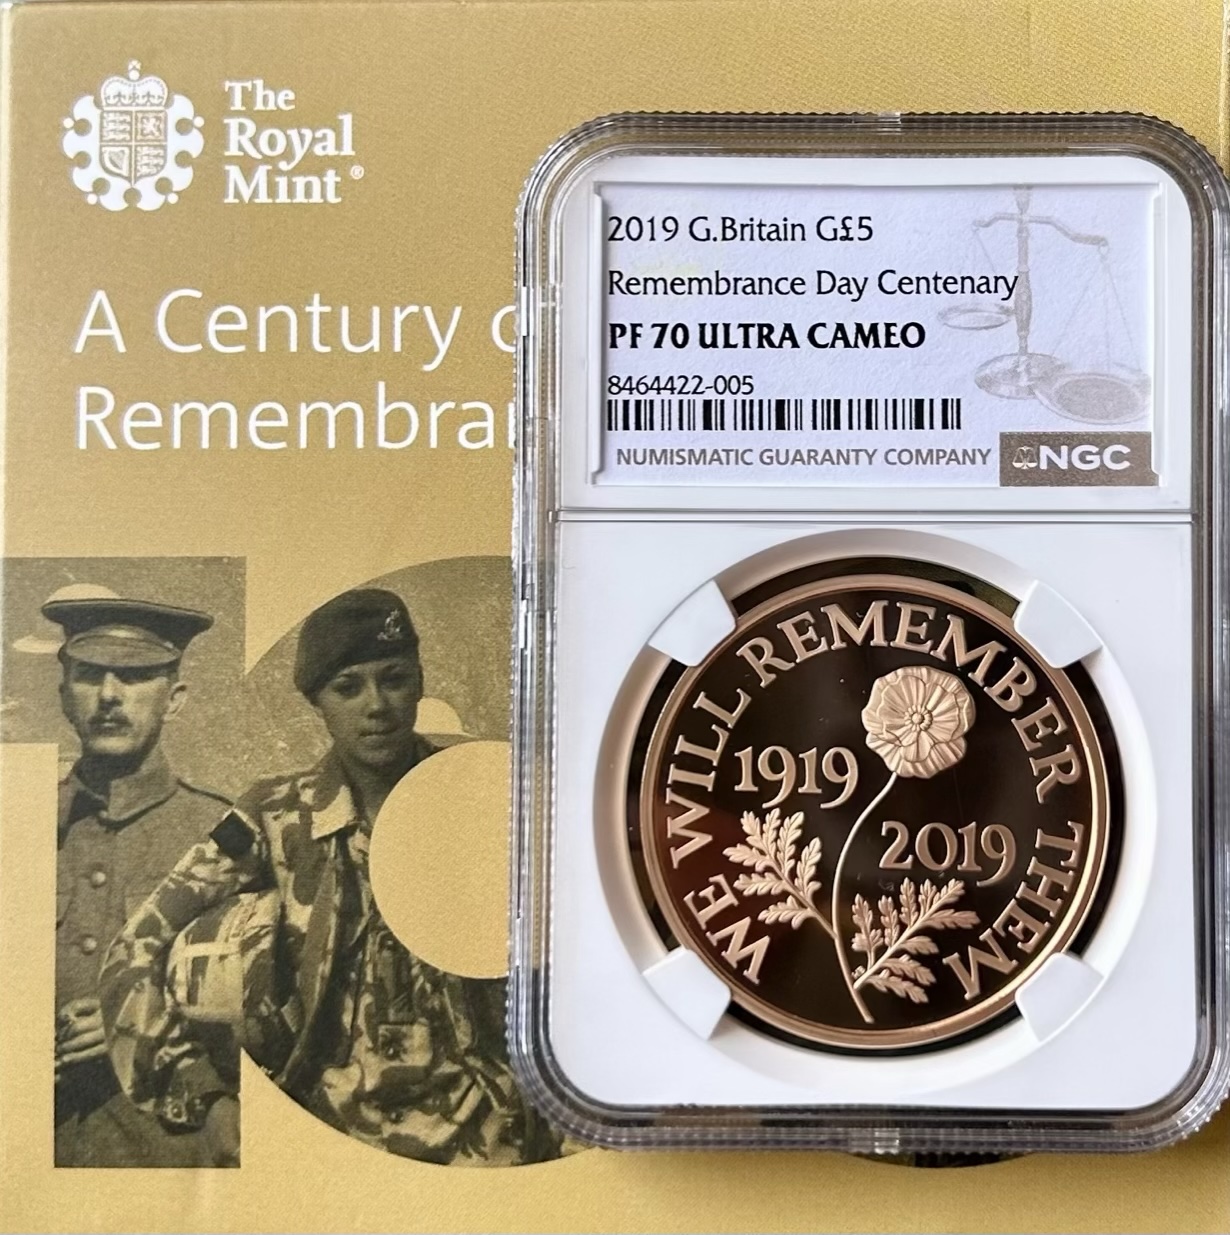 The
Royal
Mint®
A Century
2019 G.Britain G£5
Remembrance Day Centenary
PF 70 ULTRA CAMEO
8464422-005
NUMISMATIC GUARANTY COMPANY NGC
WE WILL REMEMBER THEM
1919
2019